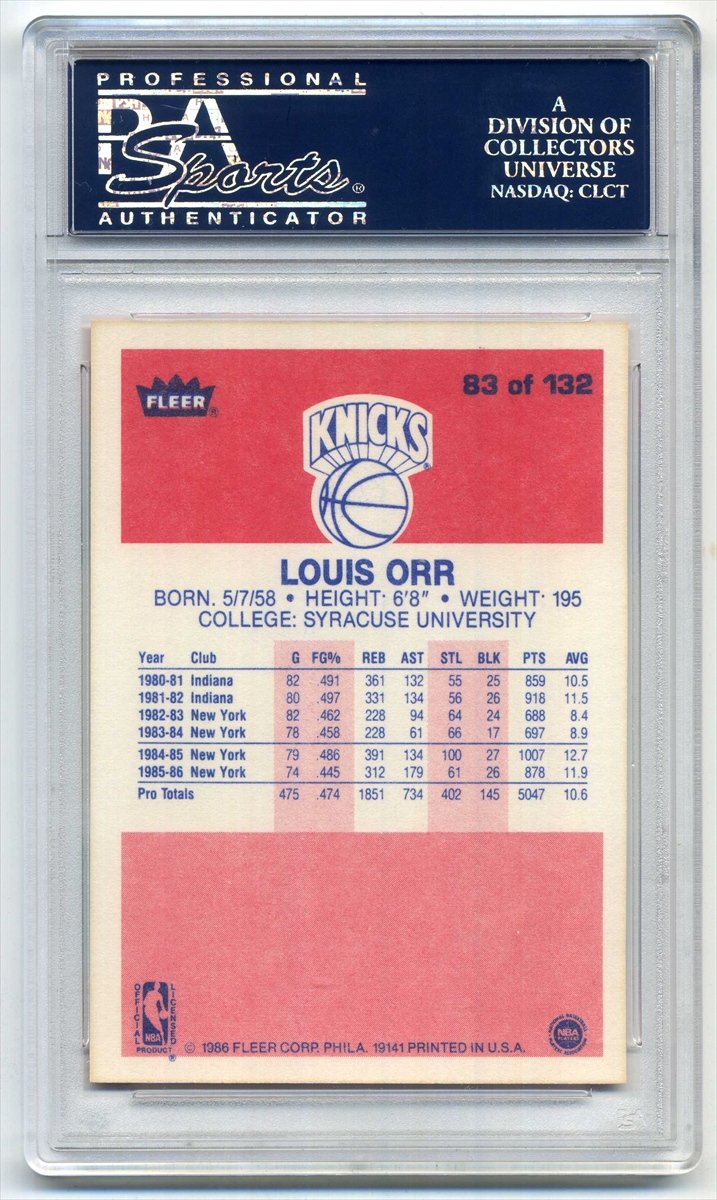 PROFESSIONAL
PSA
Sports®
AUTHENTICATOR
A
DIVISION OF
COLLECTORS
UNIVERSE
NASDAQ: CLCT
FLEER®
83 of 132
KNICKS®
LOUIS ORR
BORN. 5/7/58 • HEIGHT· 6'8" • WEIGHT· 195
COLLEGE: SYRACUSE UNIVERSITY
Year Club G FG% REB AST STL BLK PTS AVG
1980-81 Indiana 82 .491 361 132 55 25 859 10.5
1981-82 Indiana 80 .497 331 134 56 26 918 11.5
1982-83 New York 82 .462 228 94 64 24 688 8.4
1983-84 New York 78 .458 228 61 66 17 697 8.9
1984-85 New York 79 .486 391 134 100 27 1007 12.7
1985-86 New York 74 .445 312 179 61 26 878 11.9
Pro Totals 475 .474 1851 734 402 145 5047 10.6
OFFICIAL LICENSED
NBA
PRODUCT®
© 1986 FLEER CORP. PHILA. 19141 PRINTED IN U.S.A.
NATIONAL BASKETBALL
NBA
PLAYERS